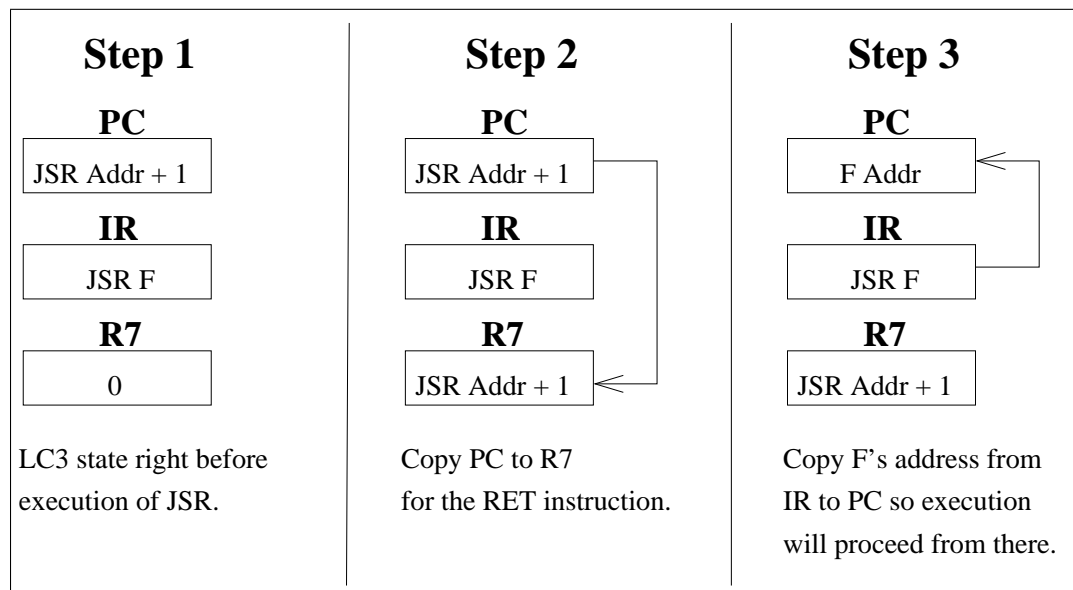 Step 1
PC
JSR Addr + 1
IR
JSR F
R7
0
LC3 state right before
execution of JSR.
Step 2
PC
JSR Addr + 1
IR
JSR F
R7
JSR Addr + 1
Copy PC to R7
for the RET instruction.
Step 3
PC
F Addr
IR
JSR F
R7
JSR Addr + 1
Copy F's address from
IR to PC so execution
will proceed from there.